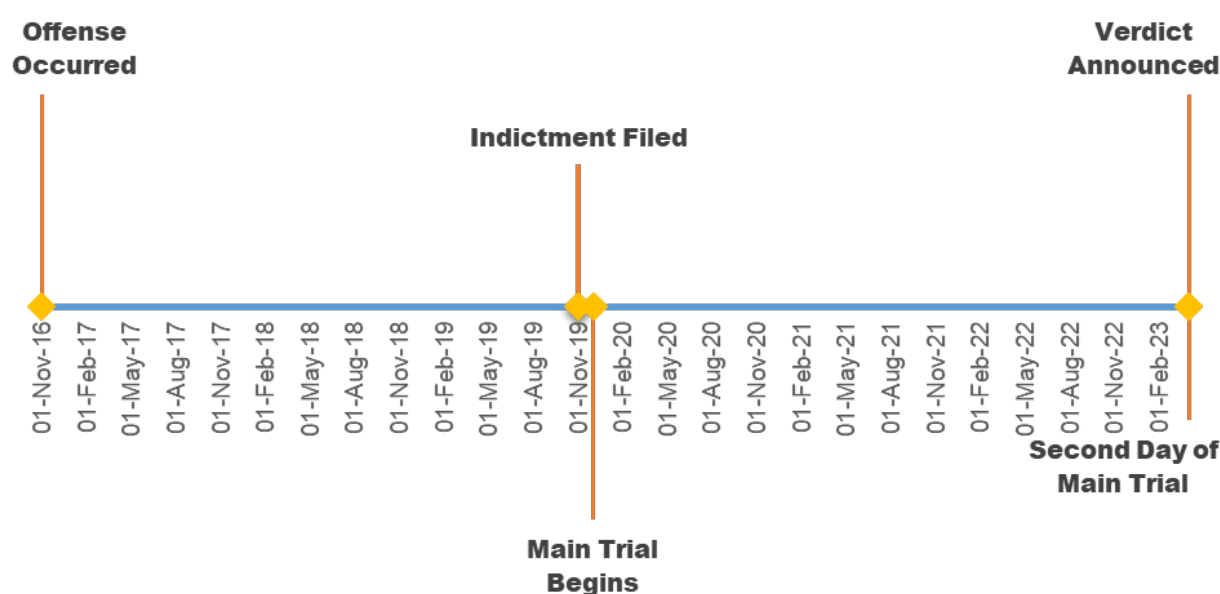 Offense
Occurred
Verdict
Announced
Indictment Filed
01-Nov-16
01-Feb-17
01-May-17
01-Aug-17
01-Nov-17
01-Feb-18
01-May-18
01-Aug-18
01-Nov-18
01-Feb-19
01-May-19
01-Aug-19
01-Nov-19
01-Feb-20
01-May-20
01-Aug-20
01-Nov-20
01-Feb-21
01-May-21
01-Aug-21
01-Nov-21
01-Feb-22
01-May-22
01-Aug-22
01-Nov-22
01-Feb-23
Second Day of
Main Trial
Main Trial
Begins